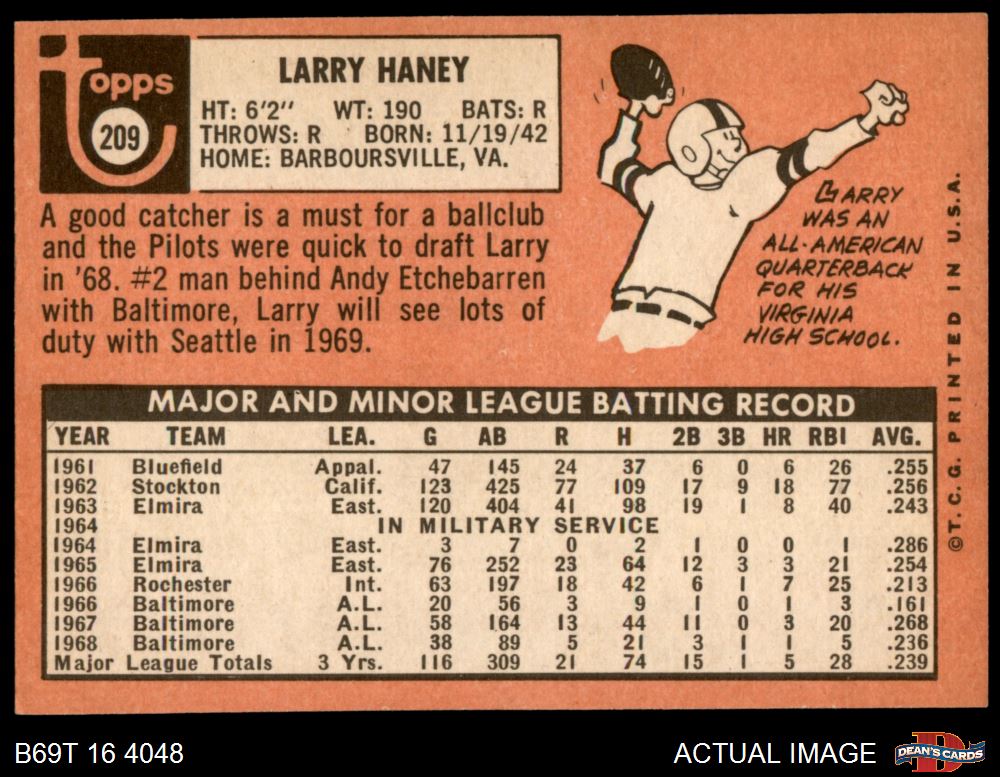 topps
209
LARRY HANEY
HT: 6'2" WT: 190 BATS: R
THROWS: R BORN: 11/19/42
HOME: BARBOURSVILLE, VA.
A good catcher is a must for a ballclub
and the Pilots were quick to draft Larry
in '68. #2 man behind Andy Etchebarren
with Baltimore, Larry will see lots of
duty with Seattle in 1969.
LARRY
WAS AN
ALL-AMERICAN
QUARTERBACK
FOR HIS
VIRGINIA
HIGH SCHOOL.
©T. C. G. PRINTED IN U.S.A.
MAJOR AND MINOR LEAGUE BATTING RECORD
YEAR TEAM LEA. G AB R H 2B 3B HR RBI AVG.
1961 Bluefield Appal. 47 145 24 37 6 0 6 26 .255
1962 Stockton Calif. 123 425 77 109 17 9 18 77 .256
1963 Elmira East. 120 404 41 98 19 1 8 40 .243
1964 IN MILITARY SERVICE
1964 Elmira East. 3 7 0 2 1 0 0 1 .286
1965 Elmira East. 76 252 23 64 12 3 3 21 .254
1966 Rochester Int. 63 197 18 42 6 1 7 25 .213
1966 Baltimore A.L. 20 56 3 9 1 0 1 3 .161
1967 Baltimore A.L. 58 164 13 44 11 0 3 20 .268
1968 Baltimore A.L. 38 89 5 21 3 1 1 5 .236
Major League Totals 3 Yrs. 116 309 21 74 15 1 5 28 .239
B69T 16 4048
ACTUAL IMAGE
DEAN'S CARDS